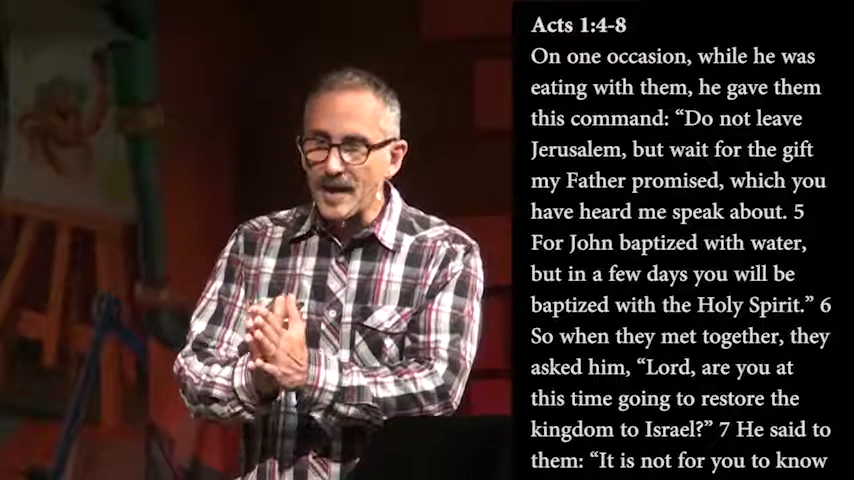 Acts 1:4-8
On one occasion, while he was
eating with them, he gave them
this command: “Do not leave
Jerusalem, but wait for the gift
my Father promised, which you
have heard me speak about. 5
For John baptized with water,
but in a few days you will be
baptized with the Holy Spirit.” 6
So when they met together, they
asked him, “Lord, are you at
this time going to restore the
kingdom to Israel?” 7 He said to
them: “It is not for you to know